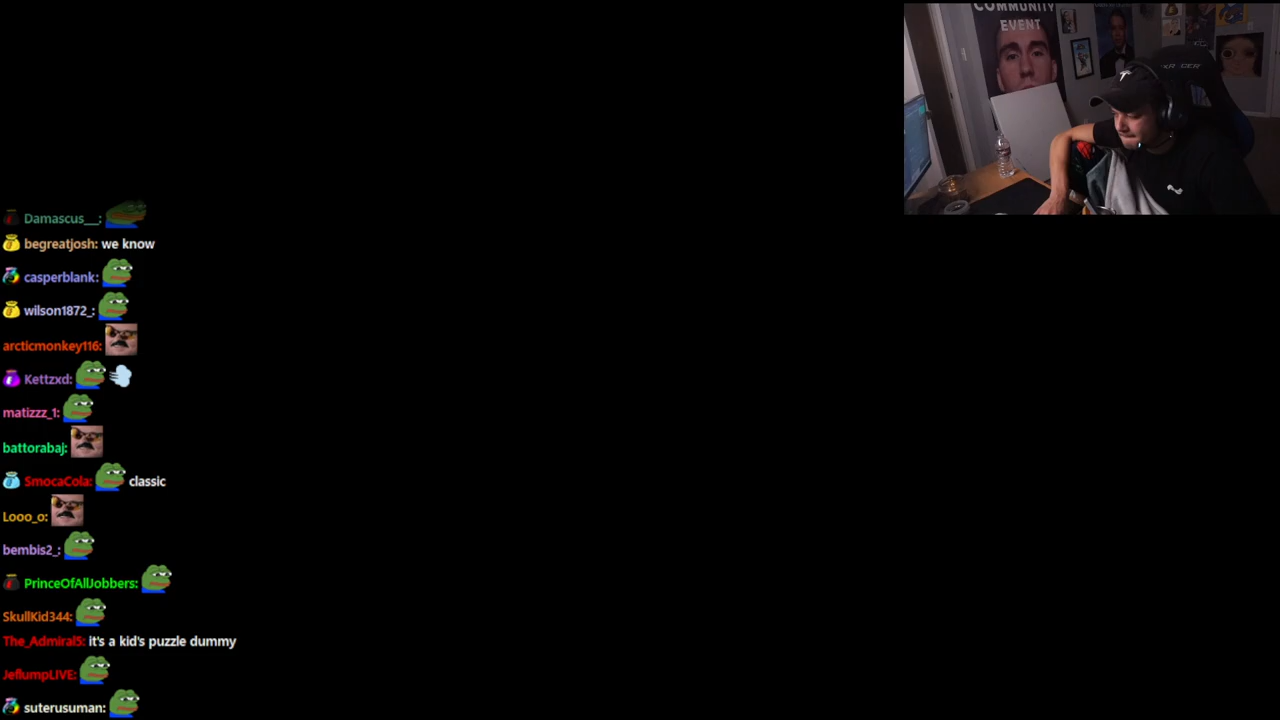 COMMUNITY
EVENT
Damascus__:
begreatjosh: we know
casperblank:
wilson1872_:
arcticmonkey116:
Kettzxd:
matizzz_1:
battorabaj:
SmocaCola: classic
Looo_o:
bembis2_:
PrinceOfAllJobbers:
SkullKid344:
The_Admiral5: it's a kid's puzzle dummy
JeflumpLIVE:
suterusuman: